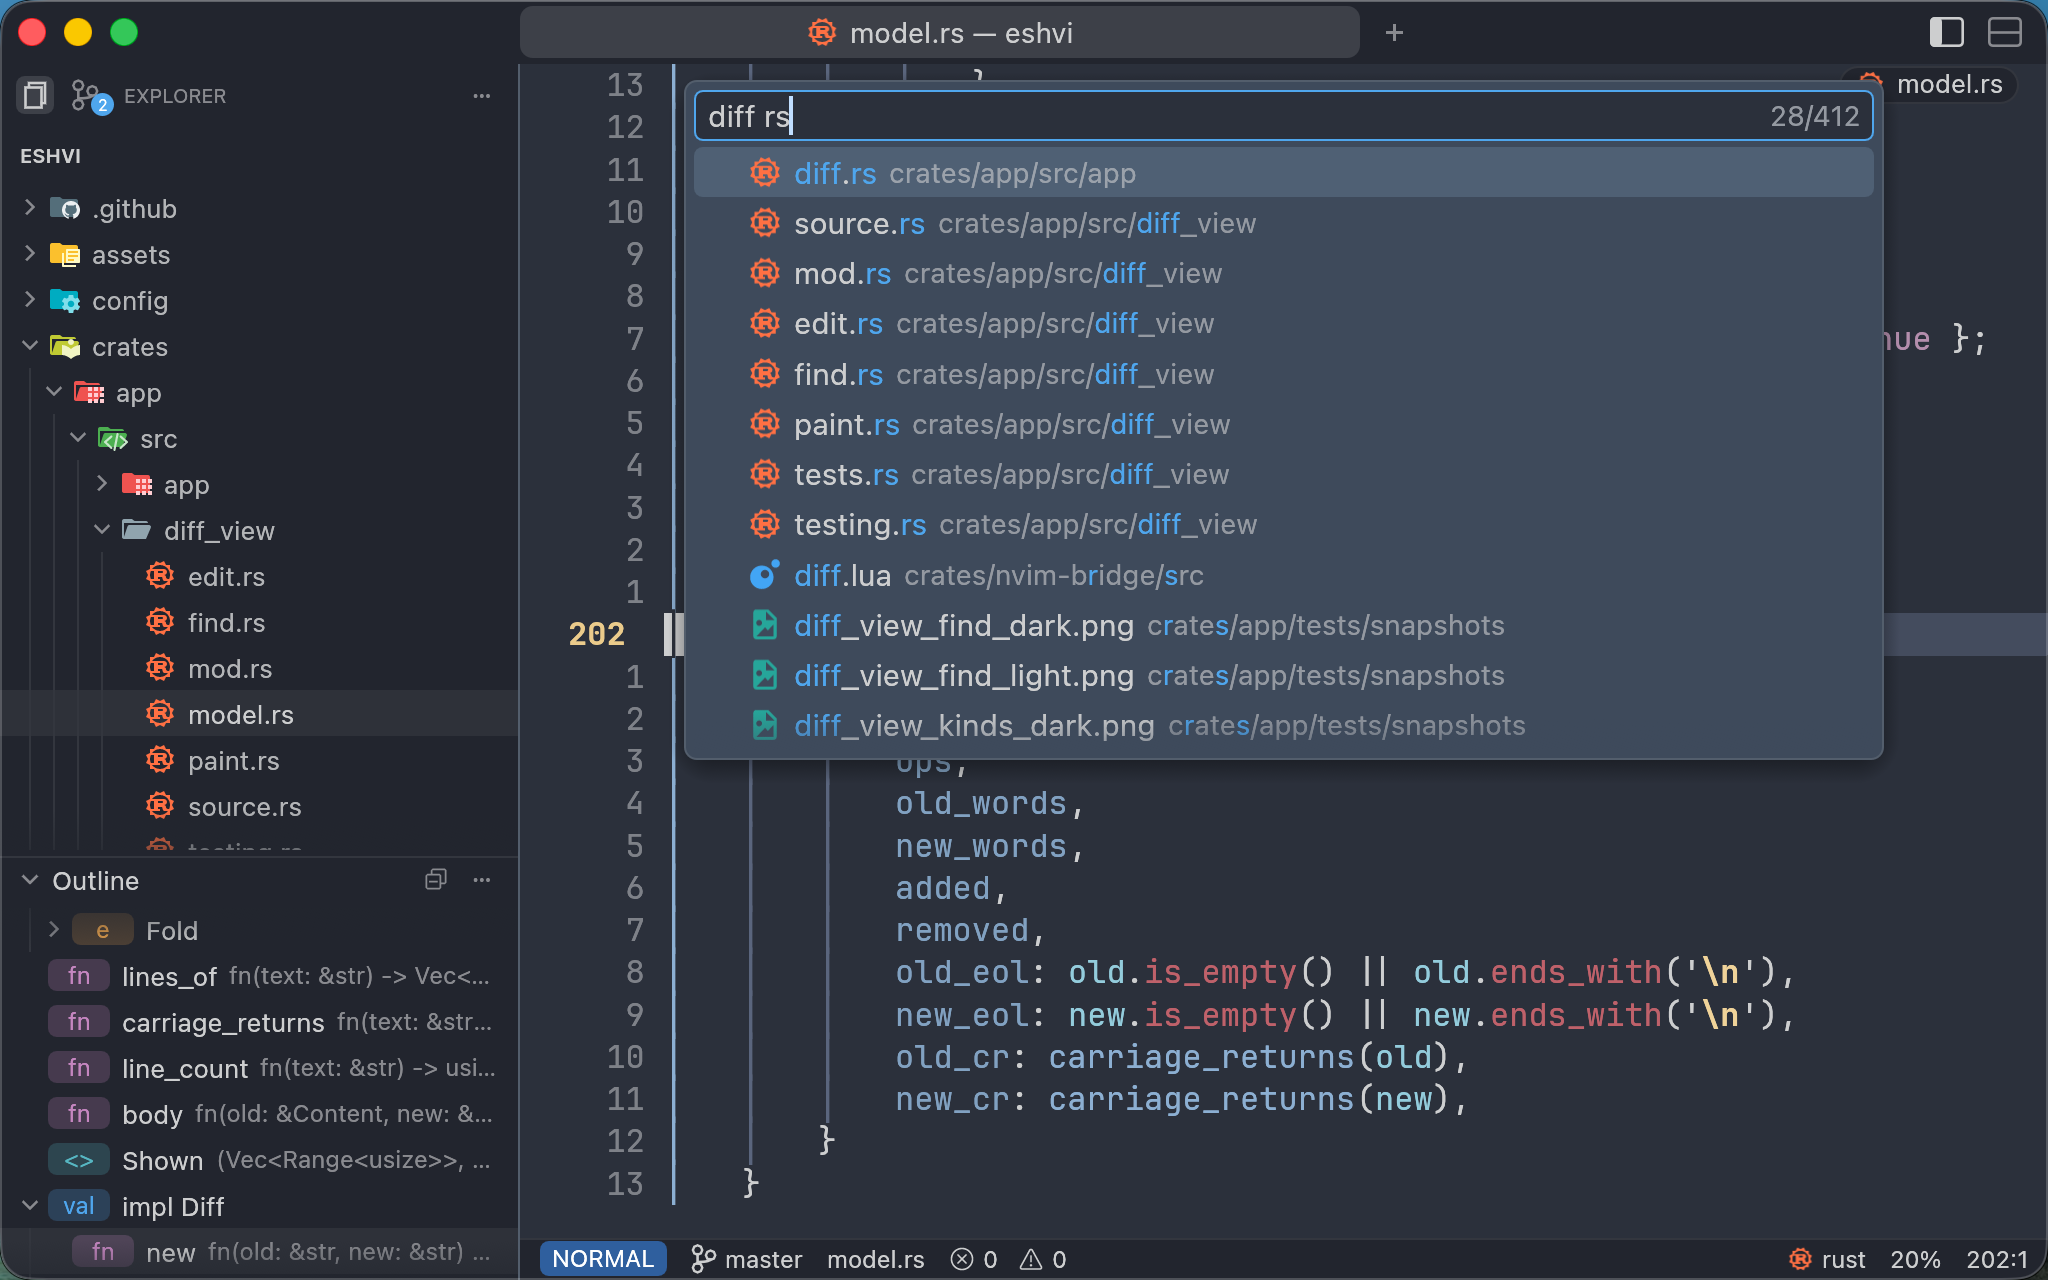 model.rs — eshvi
+
2 EXPLORER
ESHVI
.github
assets
config
crates
app
src
app
diff_view
edit.rs
find.rs
mod.rs
model.rs
paint.rs
source.rs
testing.rs
Outline
e Fold
fn lines_of fn(text: &str) -> Vec<...
fn carriage_returns fn(text: &str...
fn line_count fn(text: &str) -> usi...
fn body fn(old: &Content, new: &...
<> Shown (Vec<Range<usize>>, ...
val impl Diff
fn new fn(old: &str, new: &str) ...
model.rs
diff rs 28/412
diff.rs crates/app/src/app
source.rs crates/app/src/diff_view
mod.rs crates/app/src/diff_view
edit.rs crates/app/src/diff_view
find.rs crates/app/src/diff_view
paint.rs crates/app/src/diff_view
tests.rs crates/app/src/diff_view
testing.rs crates/app/src/diff_view
diff.lua crates/nvim-bridge/src
diff_view_find_dark.png crates/app/tests/snapshots
diff_view_find_light.png crates/app/tests/snapshots
diff_view_kinds_dark.png crates/app/tests/snapshots
13 }
12
11
10
9
8
7 };
6
5
4
3
2
1
202
1
2
3 ops,
4 old_words,
5 new_words,
6 added,
7 removed,
8 old_eol: old.is_empty() || old.ends_with('\n'),
9 new_eol: new.is_empty() || new.ends_with('\n'),
10 old_cr: carriage_returns(old),
11 new_cr: carriage_returns(new),
12 }
13 }
NORMAL master model.rs 0 0 rust 20% 202:1